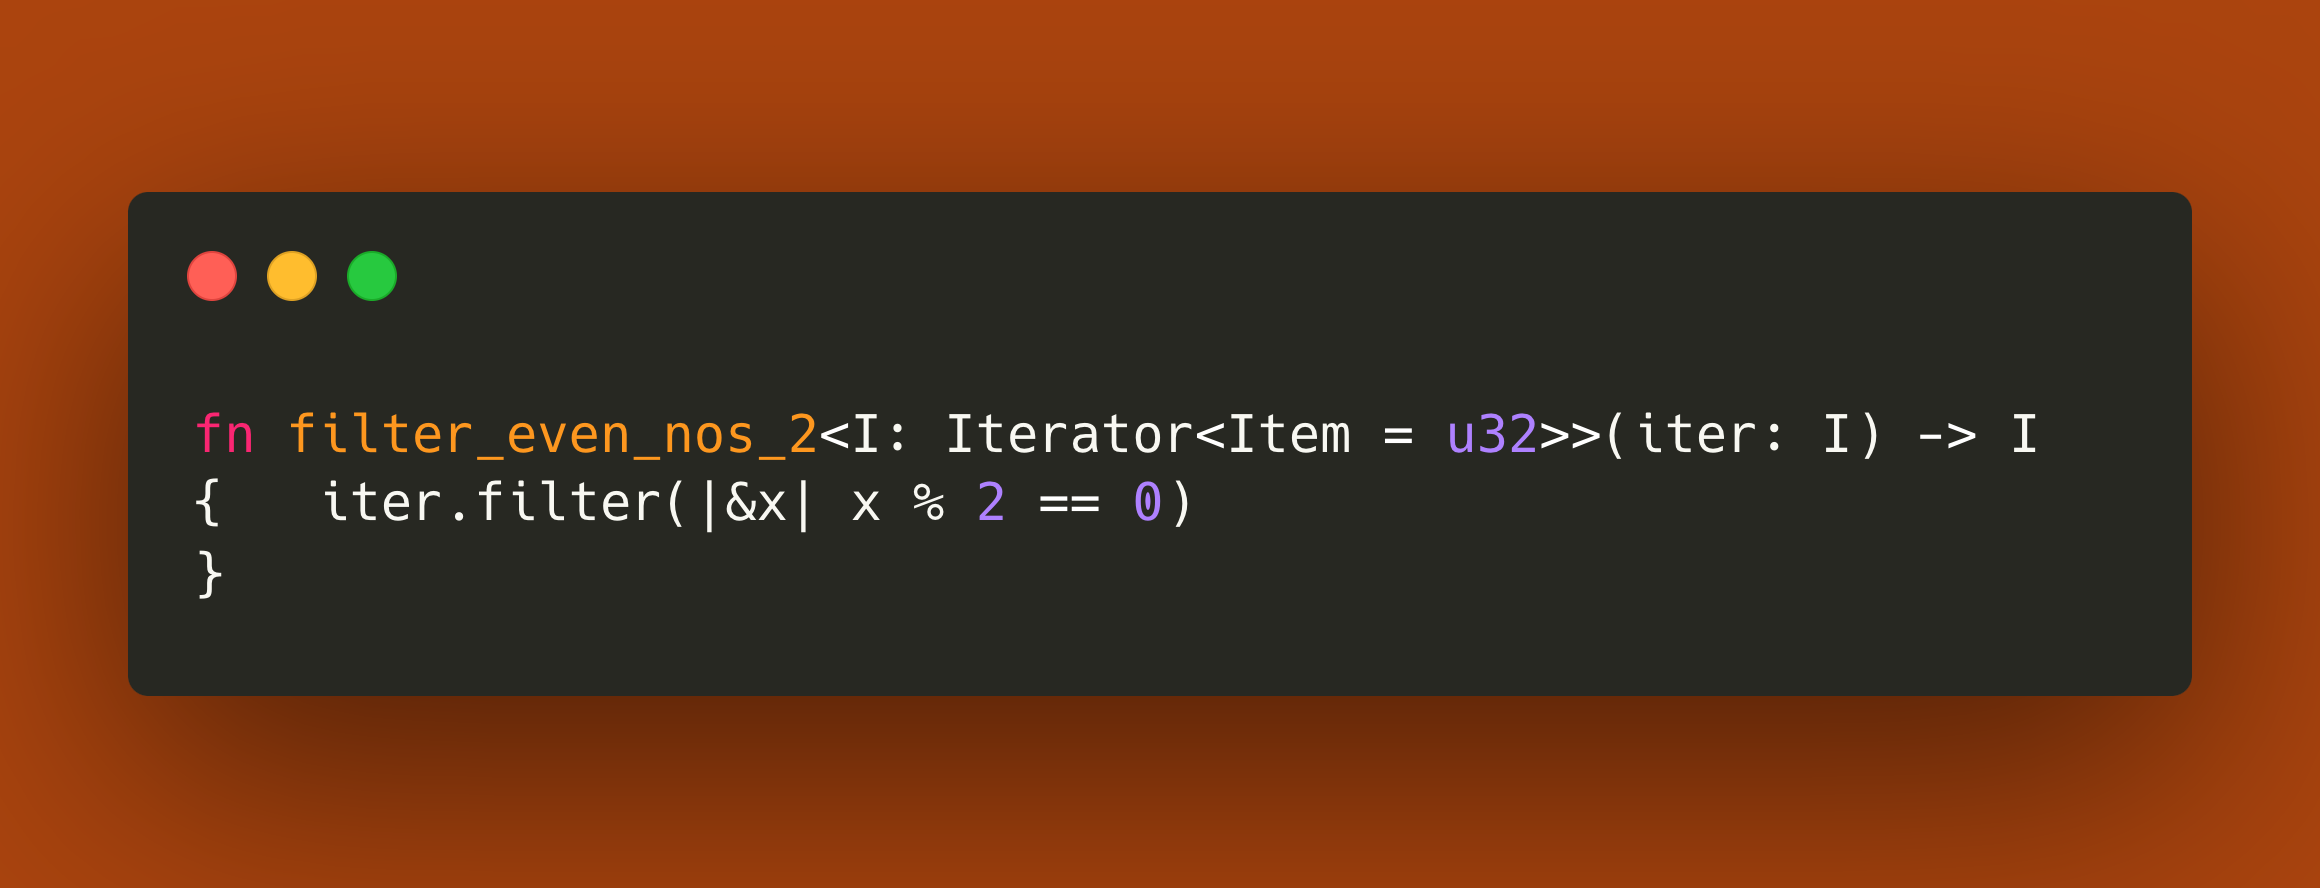 fn filter_even_nos_2<I: Iterator<Item = u32>>(iter: I) -> I
{   iter.filter(|&x| x % 2 == 0)
}